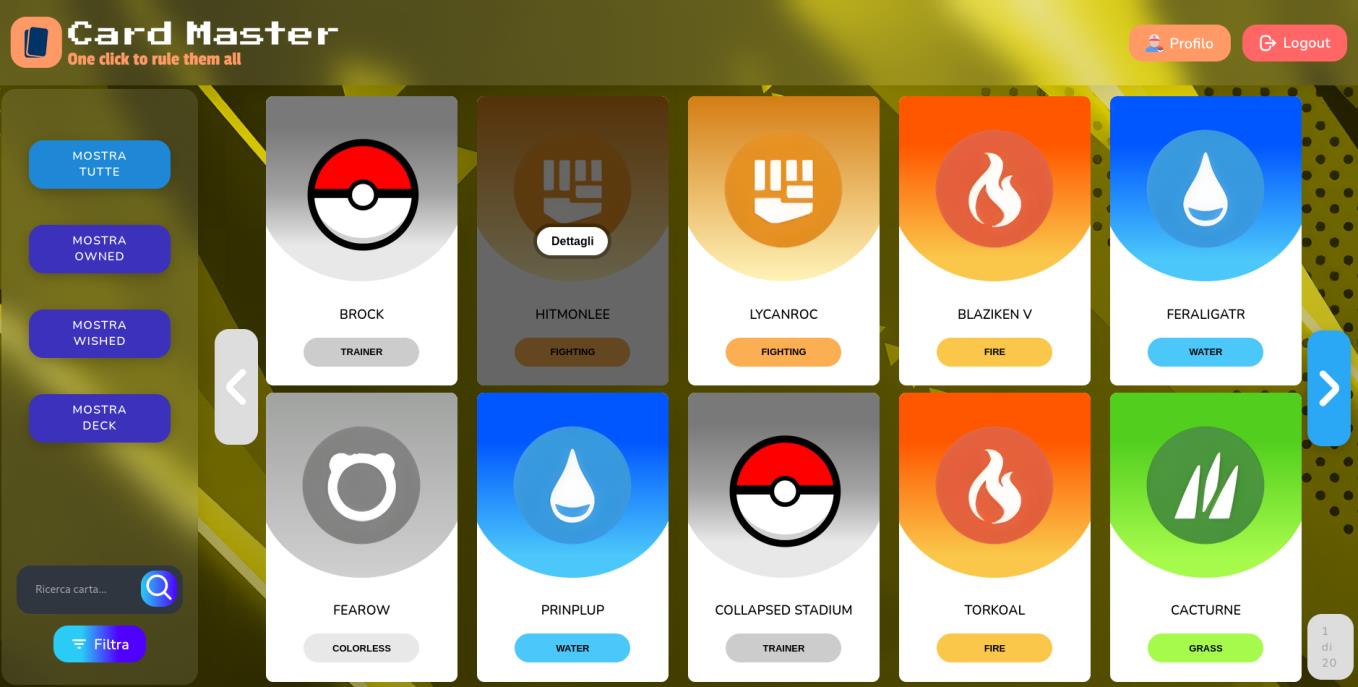 Card Master
One click to rule them all
Profilo
Logout
MOSTRA
TUTTE
MOSTRA
OWNED
MOSTRA
WISHED
MOSTRA
DECK
Ricerca carta...
Filtra
BROCK
TRAINER
Dettagli
HITMONLEE
FIGHTING
LYCANROC
FIGHTING
BLAZIKEN V
FIRE
FERALIGATR
WATER
FEAROW
COLORLESS
PRINPLUP
WATER
COLLAPSED STADIUM
TRAINER
TORKOAL
FIRE
CACTURNE
GRASS
1
di
20